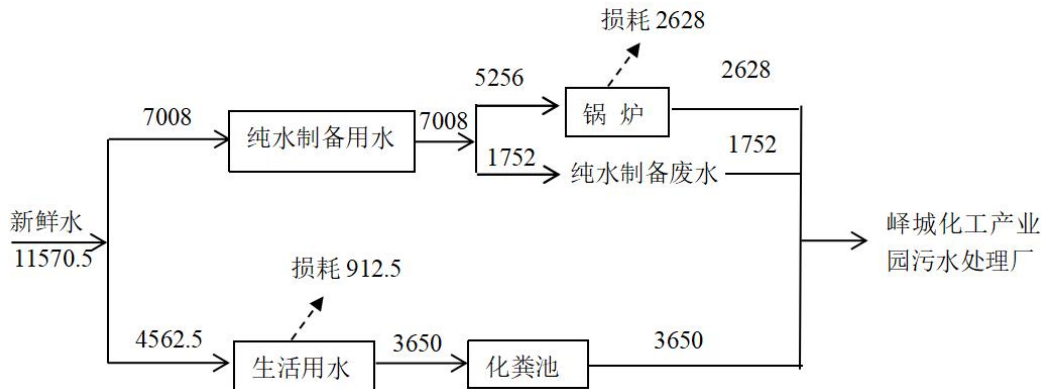 损耗 2628
5256
2628
7008
纯水制备用水
7008
锅 炉
1752
纯水制备废水
1752
新鲜水
11570.5
峄城化工产业
园污水处理厂
损耗 912.5
4562.5
生活用水
3650
化粪池
3650